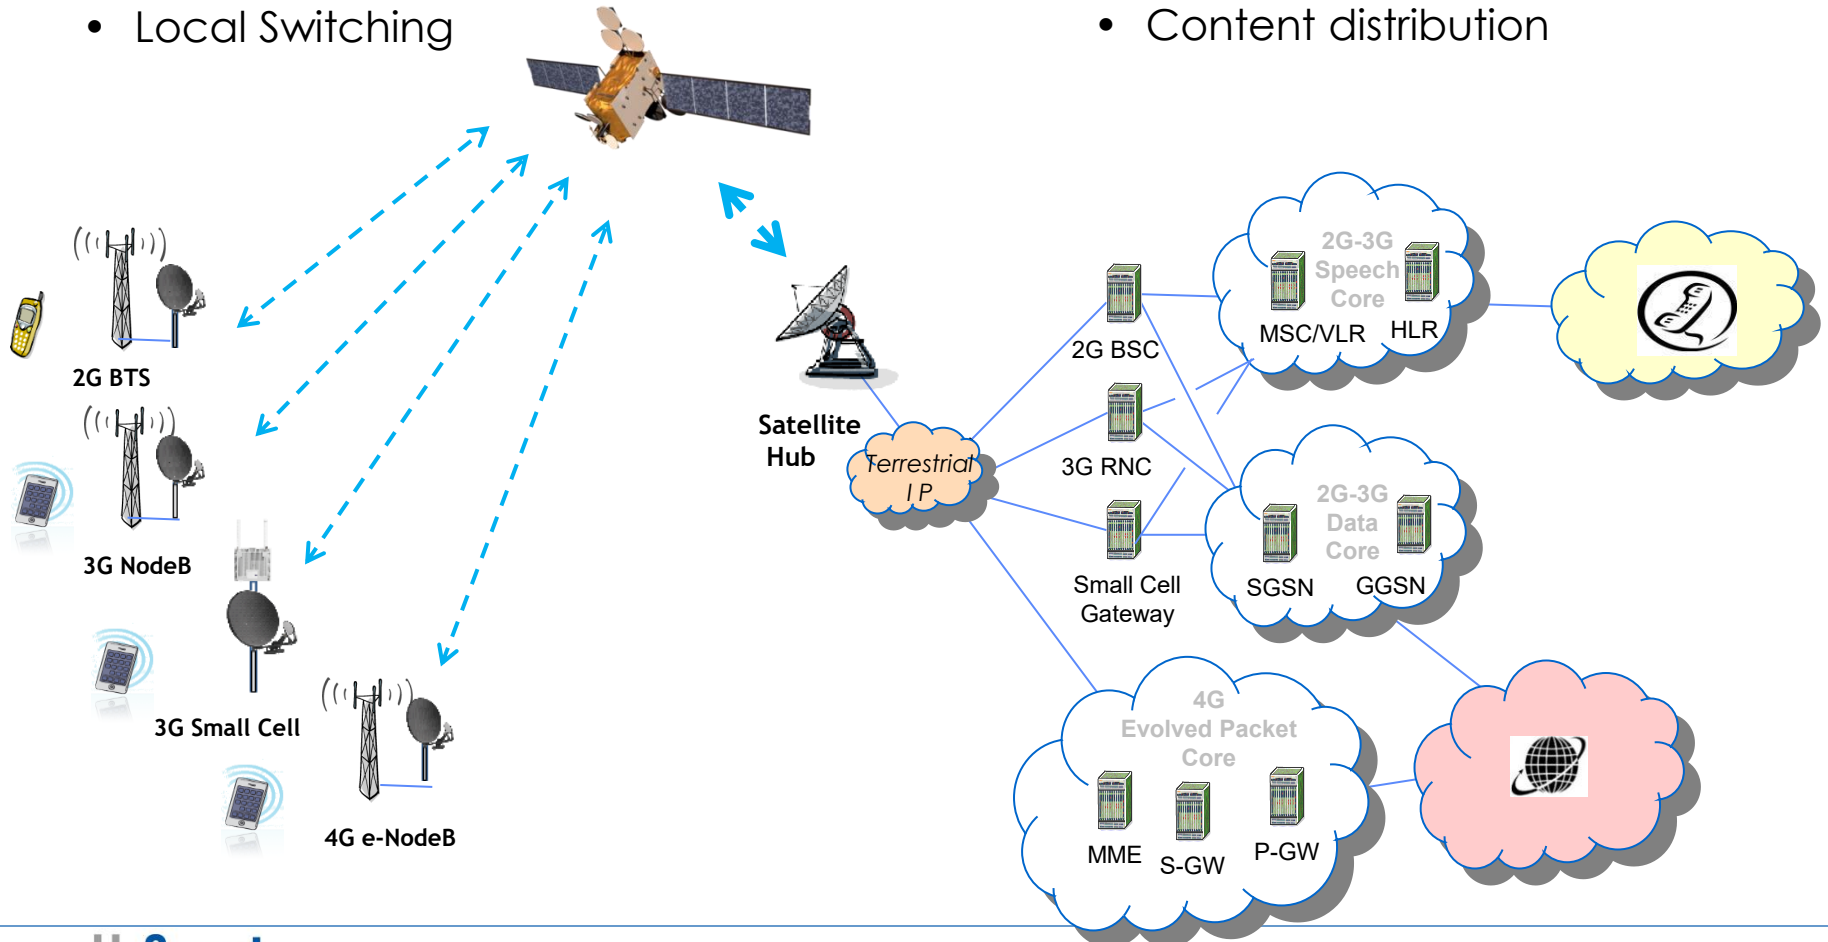 • Local Switching
• Content distribution
2G BTS
3G NodeB
3G Small Cell
4G e-NodeB
Satellite
Hub
Terrestrial
IP
2G BSC
3G RNC
Small Cell
Gateway
2G-3G
Speech
Core
MSC/VLR
HLR
2G-3G
Data
Core
SGSN
GGSN
4G
Evolved Packet
Core
MME
S-GW
P-GW